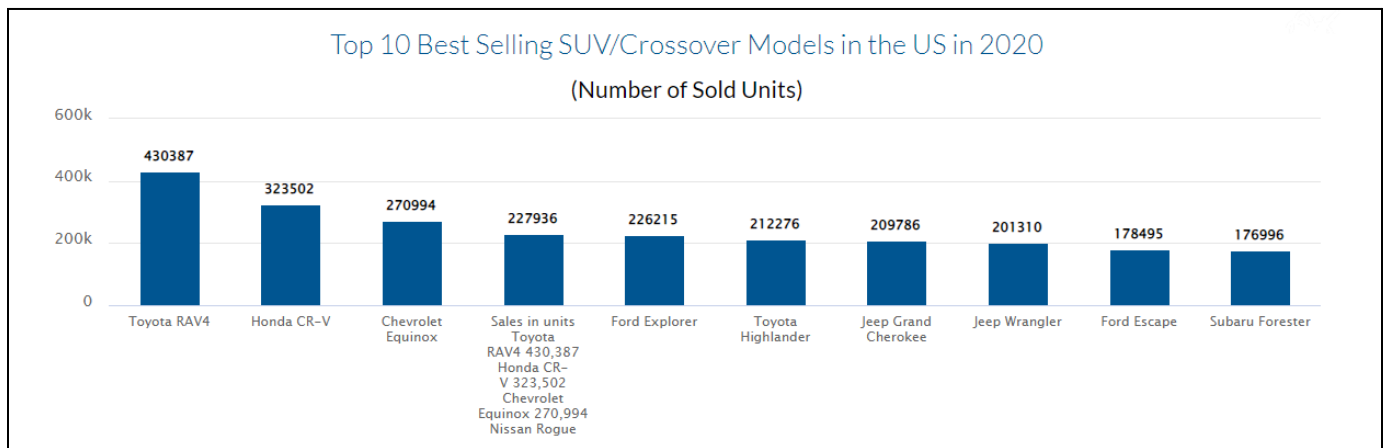 Top 10 Best Selling SUV/Crossover Models in the US in 2020
(Number of Sold Units)
600k
400k
200k
0
430387
323502
270994
227936
226215
212276
209786
201310
178495
176996
Toyota RAV4
Honda CR-V
Chevrolet
Equinox
Sales in units
Toyota
RAV4 430,387
Honda CR-
V 323,502
Chevrolet
Equinox 270,994
Nissan Rogue
Ford Explorer
Toyota
Highlander
Jeep Grand
Cherokee
Jeep Wrangler
Ford Escape
Subaru Forester